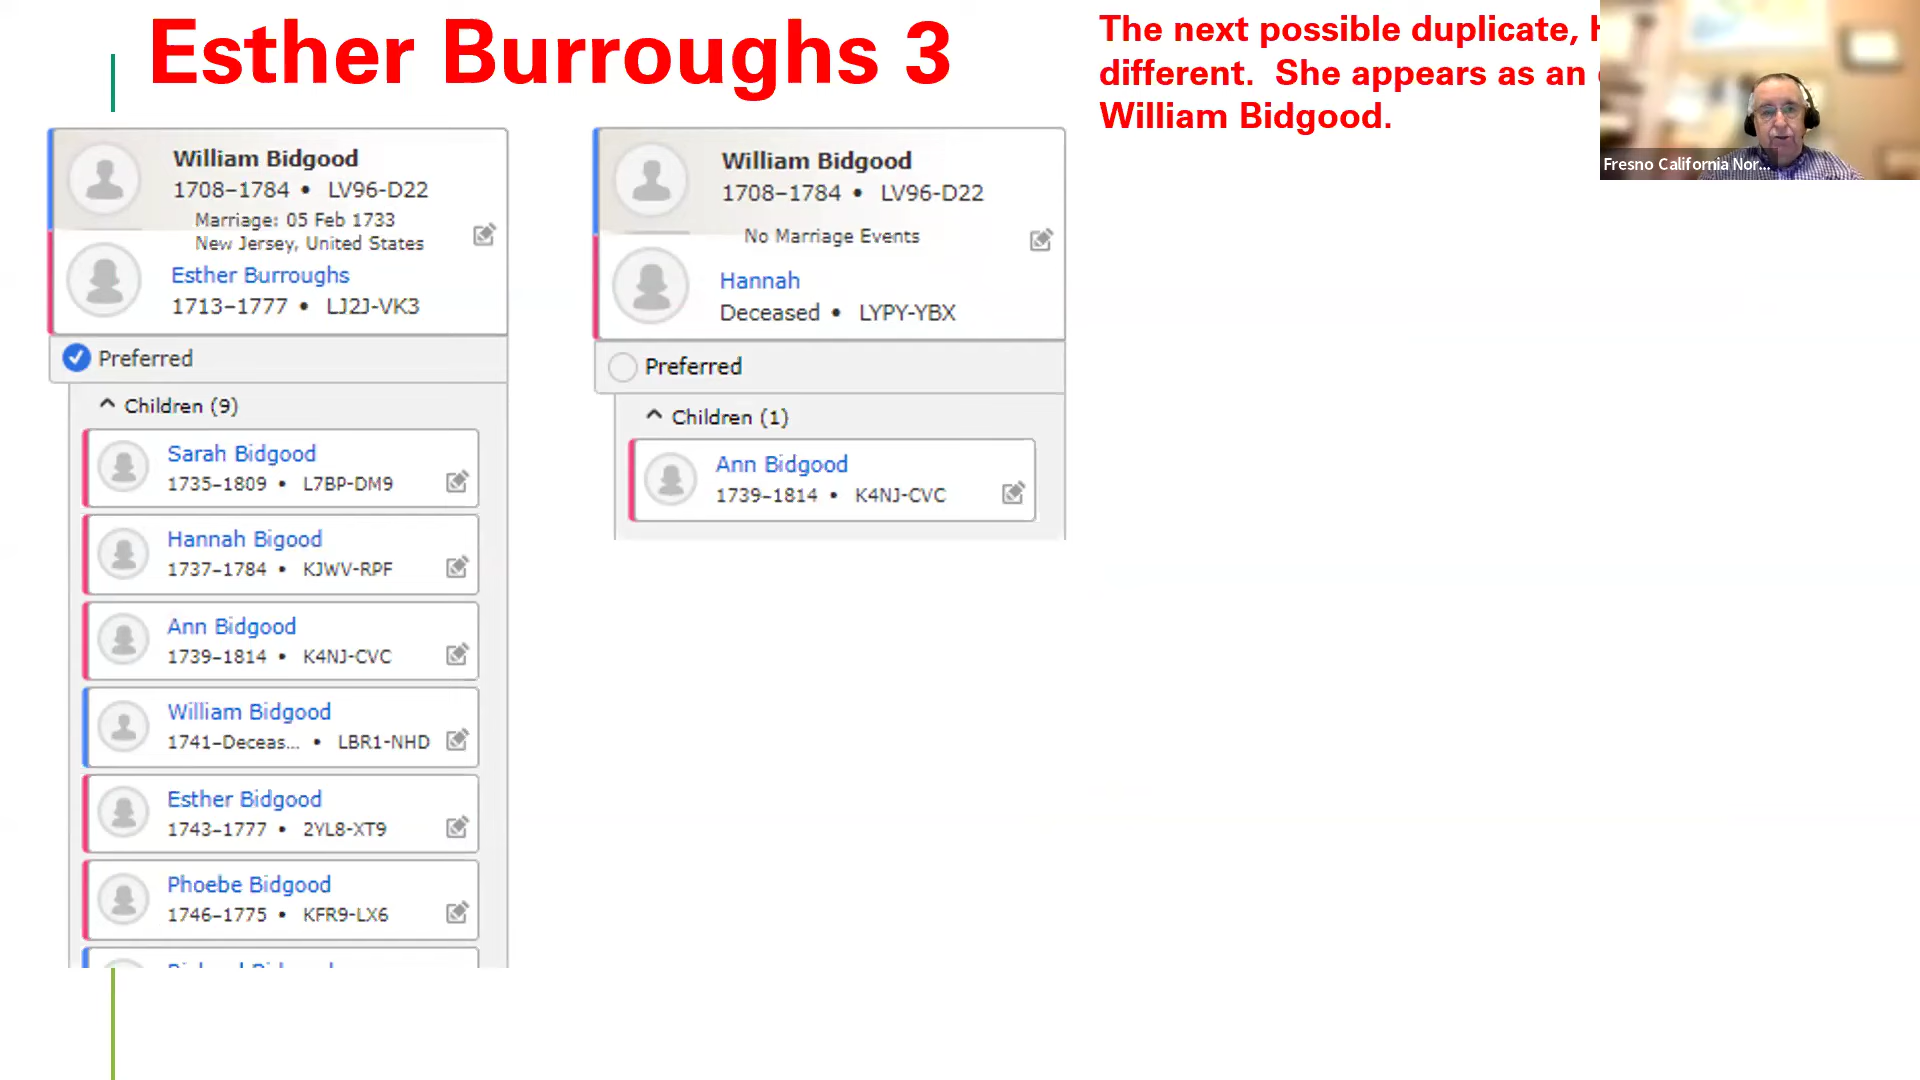 Esther Burroughs 3
The next possible duplicate,
different. She appears as an
William Bidgood.
Fresno California Nor...
William Bidgood
1708–1784 • LV96-D22
Marriage: 05 Feb 1733
New Jersey, United States
Esther Burroughs
1713–1777 • LJ2J-VK3
Preferred
Children (9)
Sarah Bidgood
1735–1809 • L7BP-DM9
Hannah Bigood
1737–1784 • KJWV-RPF
Ann Bidgood
1739–1814 • K4NJ-CVC
William Bidgood
1741–Deceas... • LBR1-NHD
Esther Bidgood
1743–1777 • 2YL8-XT9
Phoebe Bidgood
1746–1775 • KFR9-LX6
William Bidgood
1708–1784 • LV96-D22
No Marriage Events
Hannah
Deceased • LYPY-YBX
Preferred
Children (1)
Ann Bidgood
1739–1814 • K4NJ-CVC